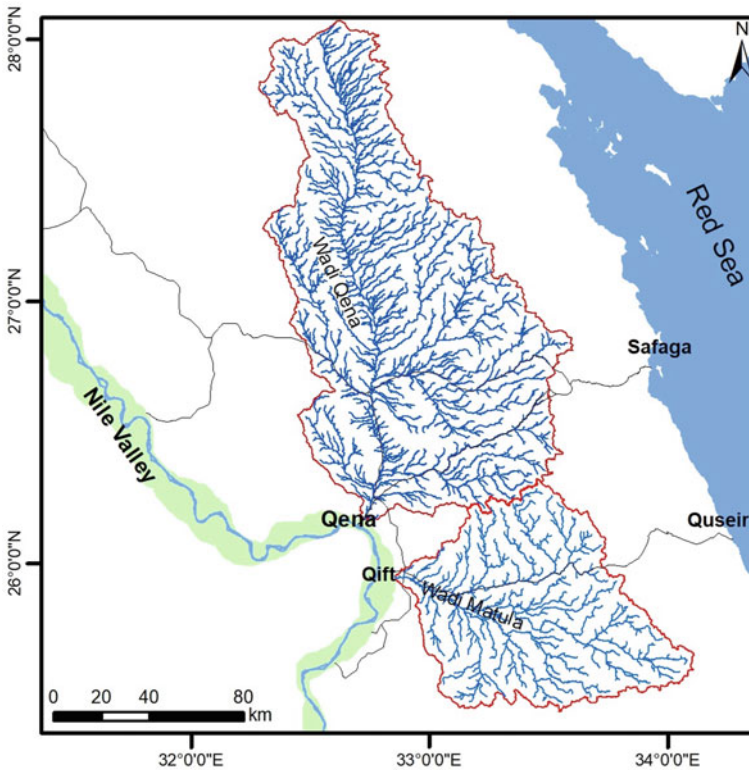 N
28°0'0"N
Red Sea
Wadi Qena
27°0'0"N
Safaga
Nile Valley
Qena
Quseir
26°0'0"N
Qift
Wadi Matula
0 20 40 80
km
32°0'0"E
33°0'0"E
34°0'0"E